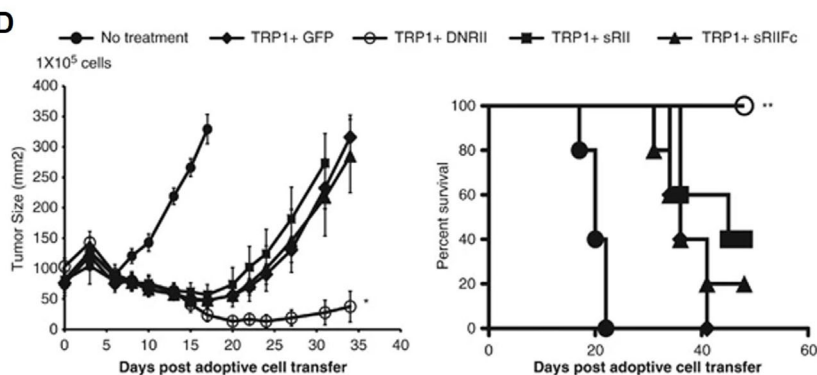 D
No treatment TRP1+ GFP TRP1+ DNRII TRP1+ sRII TRP1+ sRIIFc
1X10⁵ cells
400
350
300
250
200
150
100
50
0
Tumor Size (mm2)
*
0 5 10 15 20 25 30 35 40
Days post adoptive cell transfer
100
80
60
40
20
0
Percent survival
**
0 20 40 60
Days post adoptive cell transfer